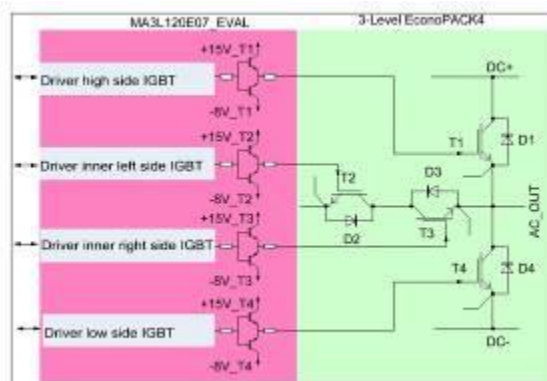 MA3L120E07_EVAL
3-Level EconoPACK4
+15V_T1
DC+
Driver high side IGBT
T1
D1
-8V_T1
+15V_T2
Driver inner left side IGBT
T2
D3
-8V_T2
+15V_T3
D2
T3
AC_OUT
Driver inner right side IGBT
T4
D4
-8V_T3
+15V_T4
Driver low side IGBT
DC-
-8V_T4